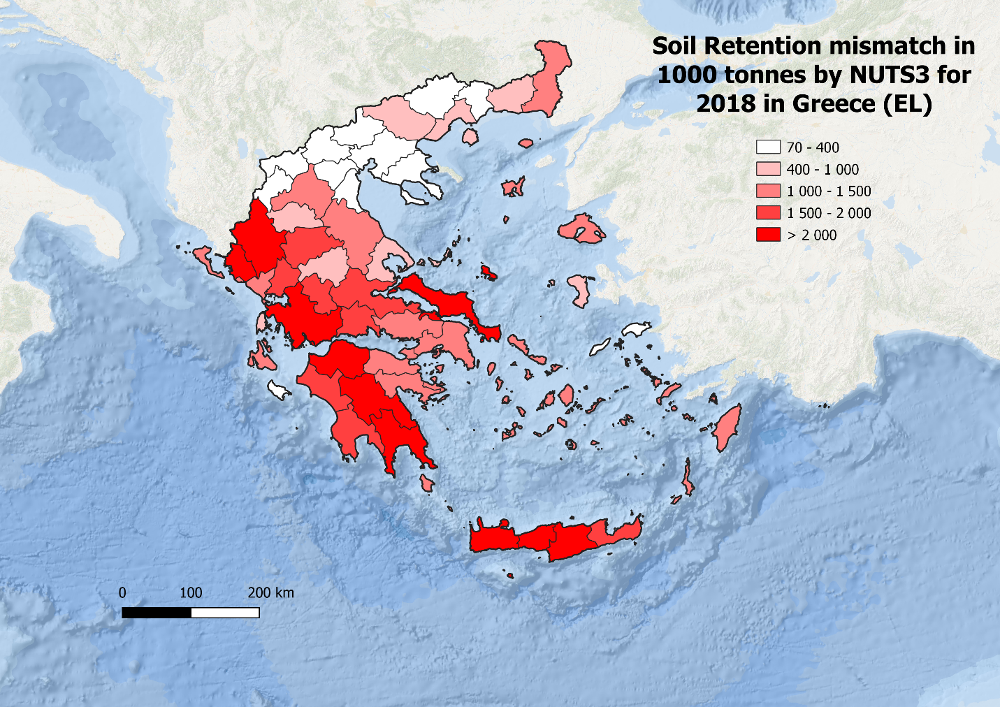 Soil Retention mismatch in
1000 tonnes by NUTS3 for
2018 in Greece (EL)
70 - 400
400 - 1 000
1 000 - 1 500
1 500 - 2 000
> 2 000
0 100 200 km